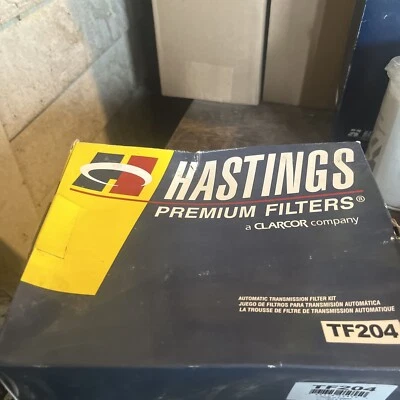 HASTINGS
PREMIUM FILTERS®
a CLARCOR company
AUTOMATIC TRANSMISSION FILTER KIT
JUEGO DE FILTROS PARA TRANSMISIÓN AUTOMÁTICA
LA TROUSSE DE FILTRE DE TRANSMISSION AUTOMATIQUE
TF204
TF204